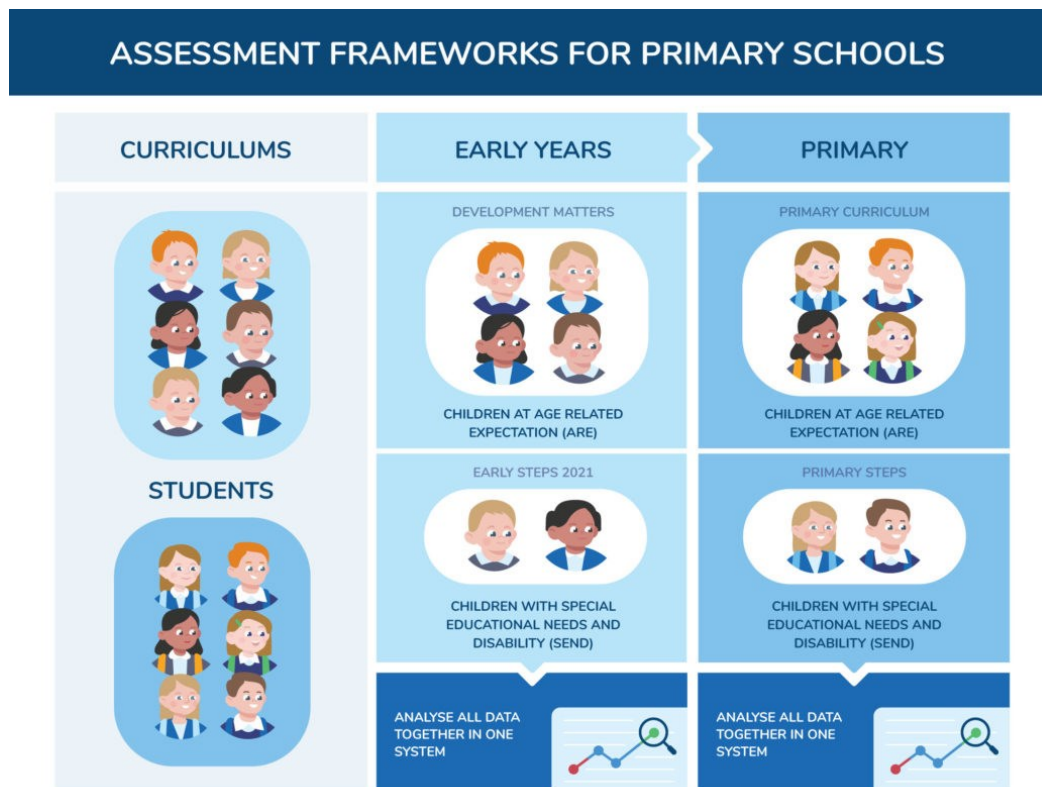 ASSESSMENT FRAMEWORKS FOR PRIMARY SCHOOLS
CURRICULUMS
STUDENTS
EARLY YEARS
DEVELOPMENT MATTERS
CHILDREN AT AGE RELATED
EXPECTATION (ARE)
EARLY STEPS 2021
CHILDREN WITH SPECIAL
EDUCATIONAL NEEDS AND
DISABILITY (SEND)
ANALYSE ALL DATA
TOGETHER IN ONE
SYSTEM
PRIMARY
PRIMARY CURRICULUM
CHILDREN AT AGE RELATED
EXPECTATION (ARE)
PRIMARY STEPS
CHILDREN WITH SPECIAL
EDUCATIONAL NEEDS AND
DISABILITY (SEND)
ANALYSE ALL DATA
TOGETHER IN ONE
SYSTEM